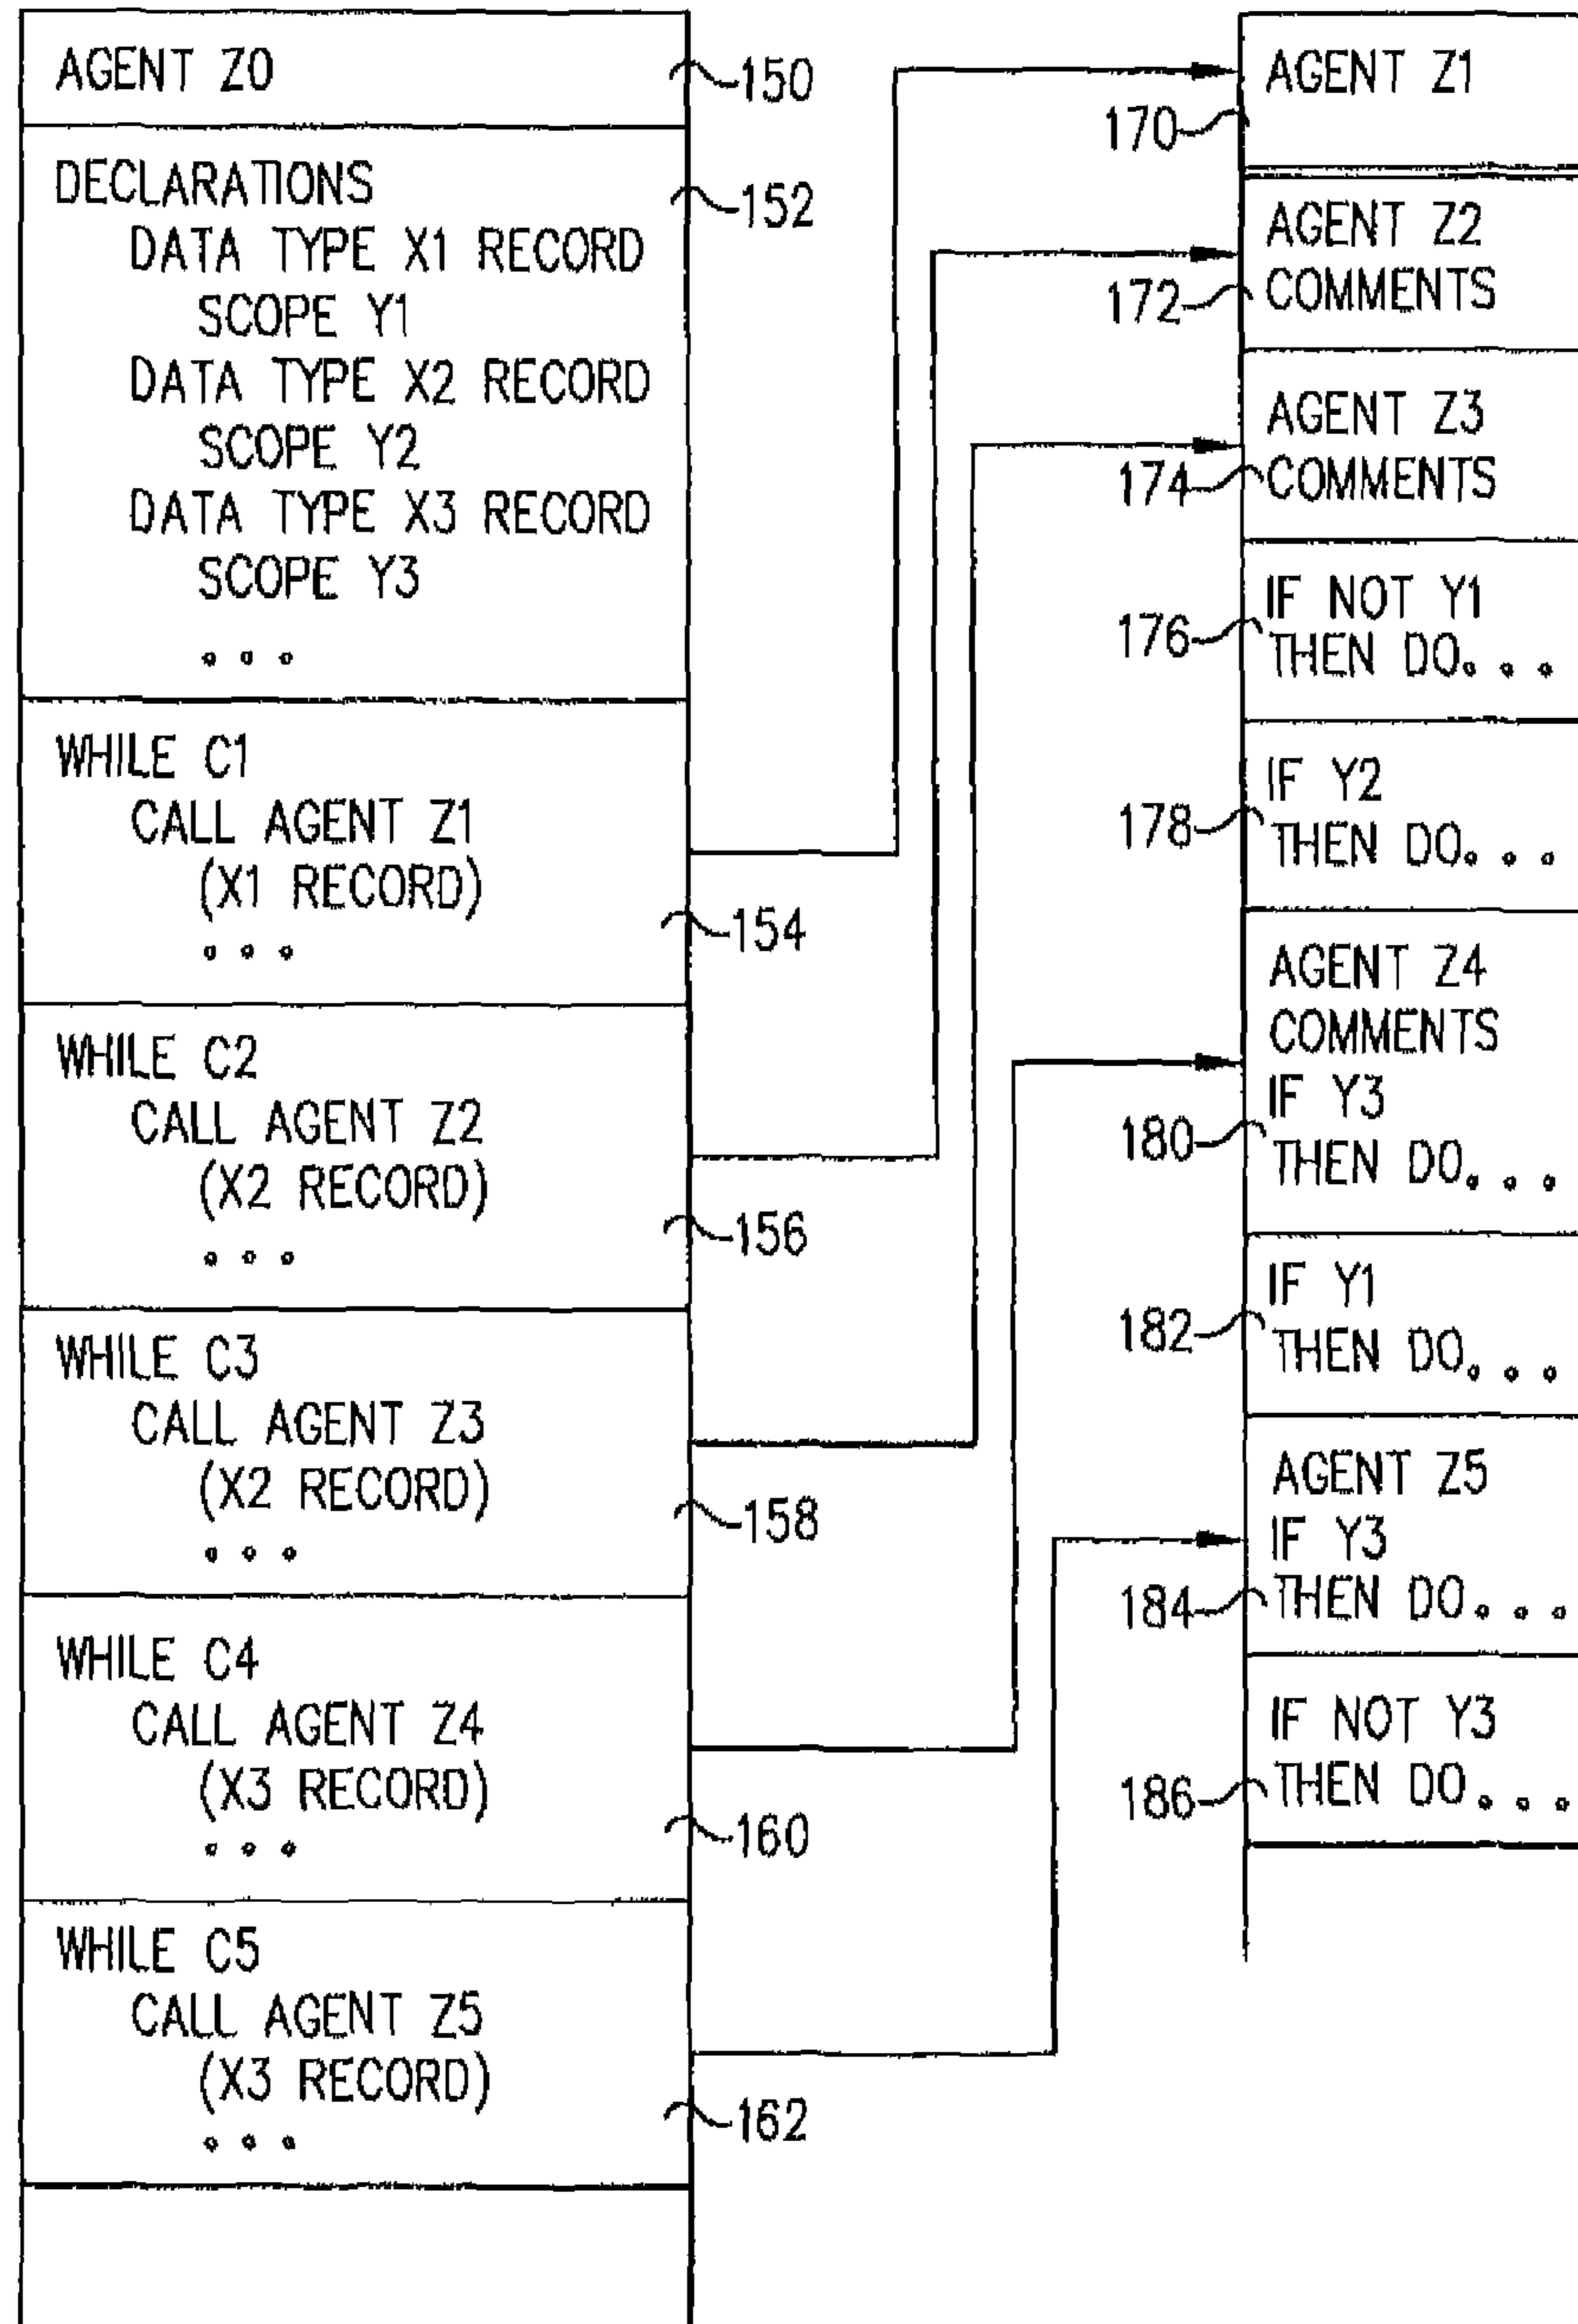 AGENT Z0
150
DECLARATIONS
152
DATA TYPE X1 RECORD
SCOPE Y1
DATA TYPE X2 RECORD
SCOPE Y2
DATA TYPE X3 RECORD
SCOPE Y3
...
WHILE C1
CALL AGENT Z1
(X1 RECORD)
154
...
WHILE C2
CALL AGENT Z2
(X2 RECORD)
156
...
WHILE C3
CALL AGENT Z3
(X2 RECORD)
158
...
WHILE C4
CALL AGENT Z4
(X3 RECORD)
160
...
WHILE C5
CALL AGENT Z5
(X3 RECORD)
162
...
AGENT Z1
170
AGENT Z2
172 COMMENTS
AGENT Z3
174 COMMENTS
IF NOT Y1
176 THEN DO...
IF Y2
178 THEN DO...
AGENT Z4
COMMENTS
IF Y3
180 THEN DO...
IF Y1
182 THEN DO...
AGENT Z5
IF Y3
184 THEN DO...
IF NOT Y3
186 THEN DO...